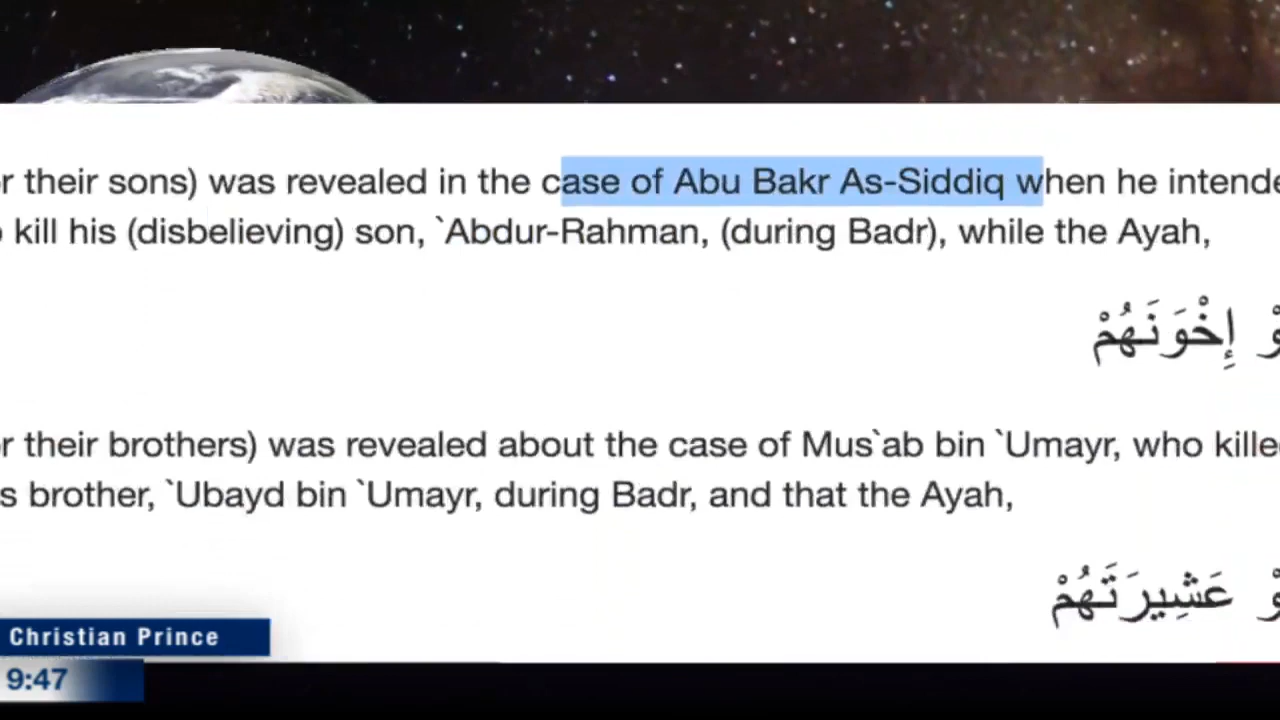 r their sons) was revealed in the case of Abu Bakr As-Siddiq when he intende
kill his (disbelieving) son, `Abdur-Rahman, (during Badr), while the Ayah,
إِخْوَنَهُمْ
r their brothers) was revealed about the case of Mus`ab bin `Umayr, who kille
s brother, `Ubayd bin `Umayr, during Badr, and that the Ayah,
عَشِيرَتَهُمْ
Christian Prince
9:47